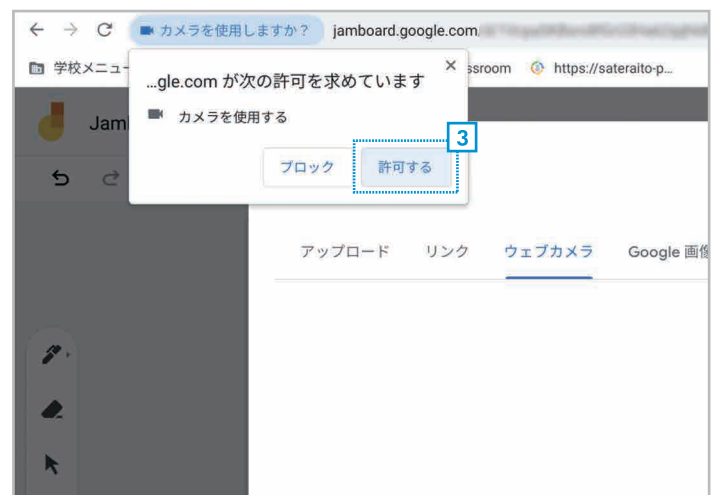 カメラを使用しますか？ jamboard.google.com
学校メニュー ssroom https://sateraito-p...
...gle.com が次の許可を求めています ×
カメラを使用する
Jam
3
ブロック 許可する
アップロード リンク ウェブカメラ Google 画像